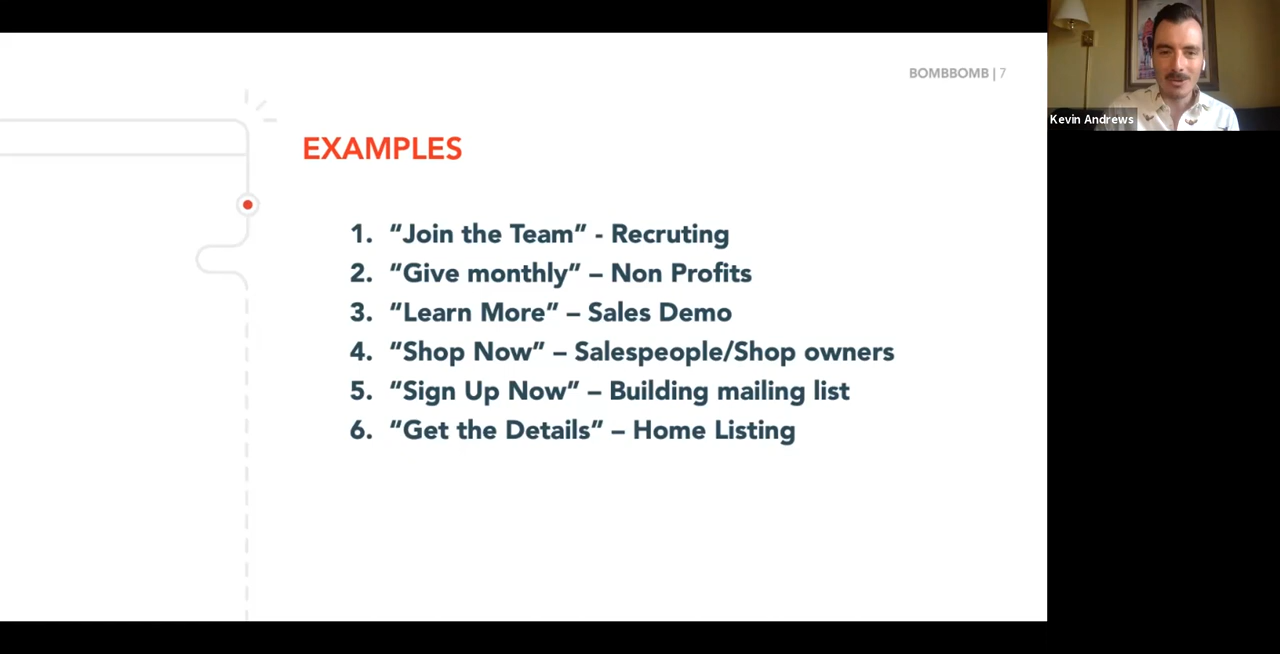 BOMBBOMB | 7
Kevin Andrews
EXAMPLES
1. “Join the Team” - Recruting
2. “Give monthly” – Non Profits
3. “Learn More” – Sales Demo
4. “Shop Now” – Salespeople/Shop owners
5. “Sign Up Now” – Building mailing list
6. “Get the Details” – Home Listing